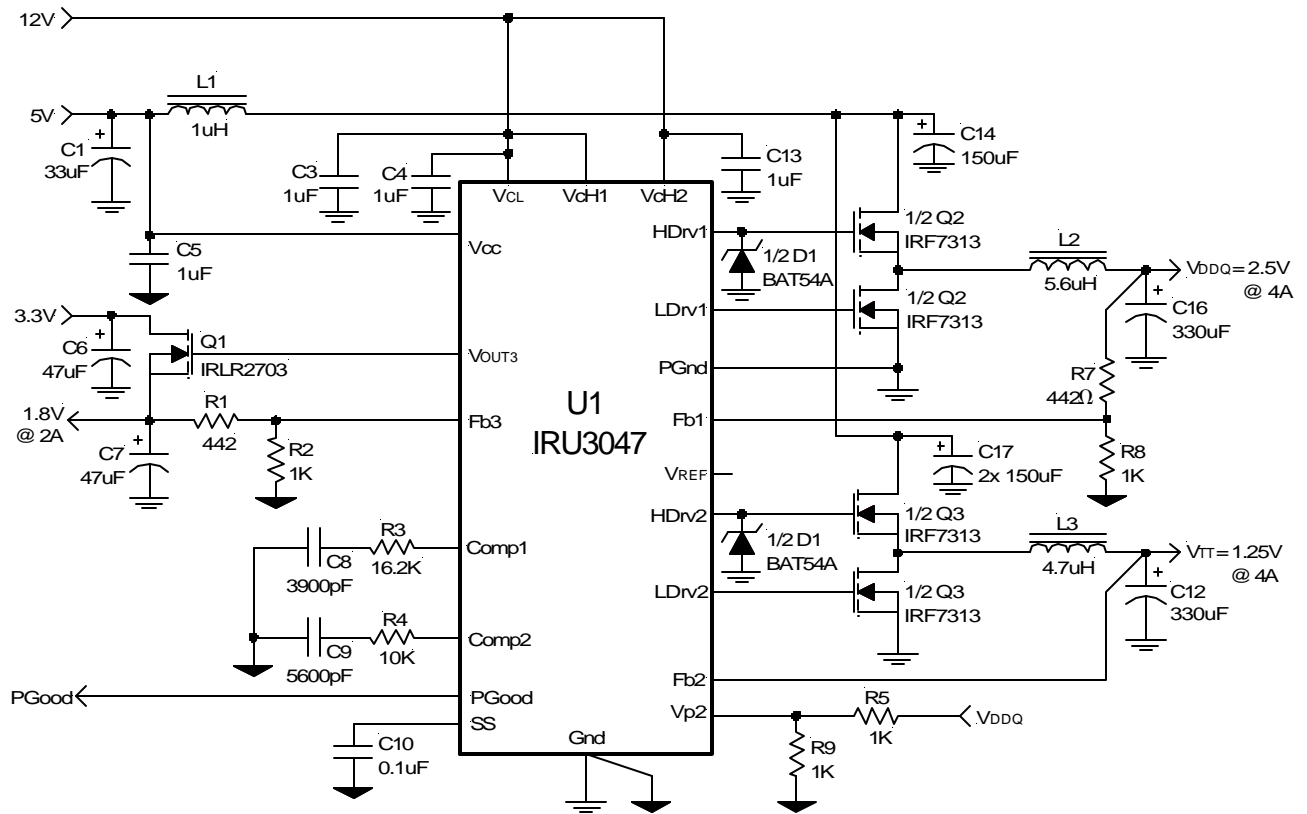 12V
5V
L1
1uH
C1
33uF
C3
1uF
C4
1uF
C13
1uF
C14
150uF
VCL
VcH1
VcH2
C5
1uF
Vcc
HDrv1
1/2 D1
BAT54A
1/2 Q2
IRF7313
L2
5.6uH
VDDQ=2.5V
@ 4A
LDrv1
1/2 Q2
IRF7313
C16
330uF
3.3V
C6
47uF
Q1
IRLR2703
VOUT3
PGnd
R7
442Ω
U1
IRU3047
1.8V
@ 2A
R1
442
Fb3
Fb1
C7
47uF
R2
1K
C17
2x 150uF
R8
1K
VREF
HDrv2
1/2 D1
BAT54A
1/2 Q3
IRF7313
L3
4.7uH
VTT=1.25V
@ 4A
C8
3900pF
R3
16.2K
Comp1
LDrv2
1/2 Q3
IRF7313
C12
330uF
C9
5600pF
R4
10K
Comp2
Fb2
PGood
PGood
SS
Vp2
R5
1K
VDDQ
C10
0.1uF
Gnd
R9
1K